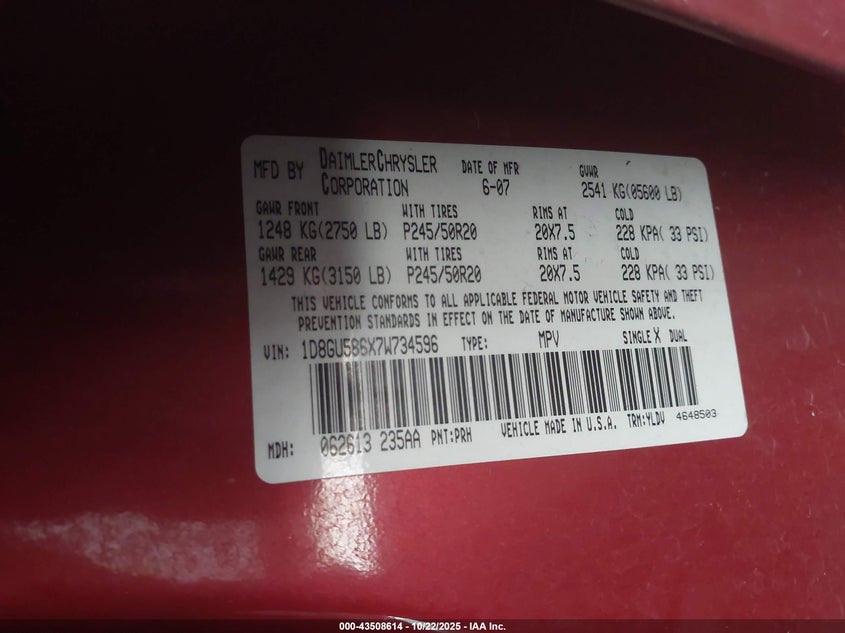 MFD BY DAIMLERCHRYSLER CORPORATION DATE OF MFR 6-07 GVWR 2541 KG(05600 LB)
GAWR FRONT WITH TIRES RIMS AT COLD
1248 KG(2750 LB) P245/50R20 20X7.5 228 KPA( 33 PSI)
GAWR REAR WITH TIRES RIMS AT COLD
1429 KG(3150 LB) P245/50R20 20X7.5 228 KPA( 33 PSI)
THIS VEHICLE CONFORMS TO ALL APPLICABLE FEDERAL MOTOR VEHICLE SAFETY AND THEFT
PREVENTION STANDARDS IN EFFECT ON THE DATE OF MANUFACTURE SHOWN ABOVE.
VIN: 1D8GU586X7W734596 TYPE: MPV SINGLE X DUAL
MDH: 062613 235AA PNT:PRH VEHICLE MADE IN U.S.A. TRM:YLDV 4648503
000-43508614 - 10/22/2025 - IAA Inc.